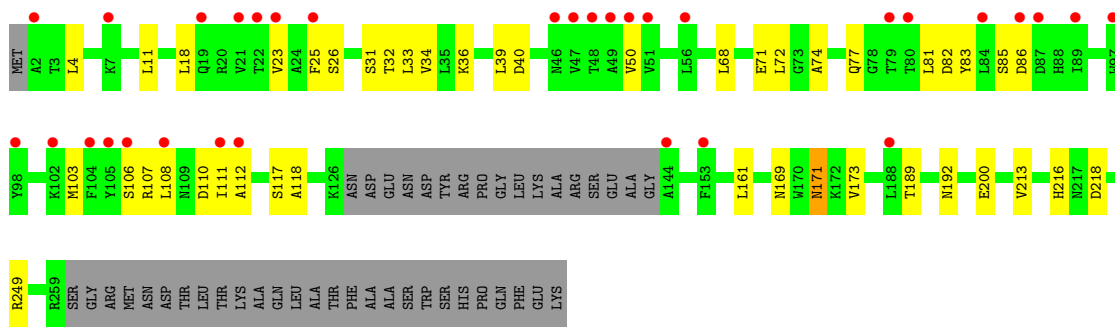 MET A2 T3 L4 K7 L11 L18 Q19 R20 V21 T22 V23 A24 F25 S26 S31 T32 L33 V34 L35 K36 L39 D40 N46 V47 T48 A49 V50 V51 L56 L68 E71 L72 G73 A74 Q77 G78 T79 T80 L81 D82 Y83 L84 S85 D86 D87 H88 I89
Y98 K102 M103 F104 Y105 S106 R107 L108 N109 D110 I111 A112 S117 A118 K126 ASN ASP GLU ASN ASP TYR ARG PRO GLY LEU LYS ALA ARG SER GLU ALA GLY A144 F153 L161 N169 W170 N171 K172 V173 L188 T189 N192 E200 V213 H216 N217 D218
R249 R259 SER GLY ARG MET ASN ASP THR LEU THR LYS ALA GLN LEU ALA THR PHE ALA ALA SER TRP SER HIS PRO GLN PHE GLU LYS